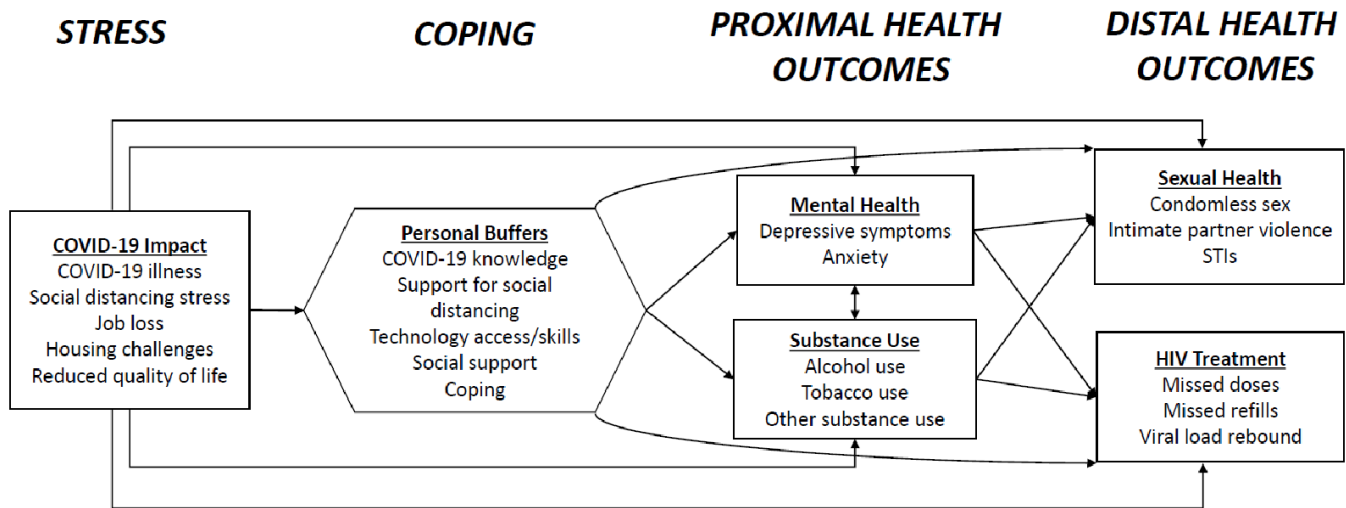 STRESS
COPING
PROXIMAL HEALTH
OUTCOMES
DISTAL HEALTH
OUTCOMES
COVID-19 Impact
COVID-19 illness
Social distancing stress
Job loss
Housing challenges
Reduced quality of life
Personal Buffers
COVID-19 knowledge
Support for social
distancing
Technology access/skills
Social support
Coping
Mental Health
Depressive symptoms
Anxiety
Substance Use
Alcohol use
Tobacco use
Other substance use
Sexual Health
Condomless sex
Intimate partner violence
STIs
HIV Treatment
Missed doses
Missed refills
Viral load rebound